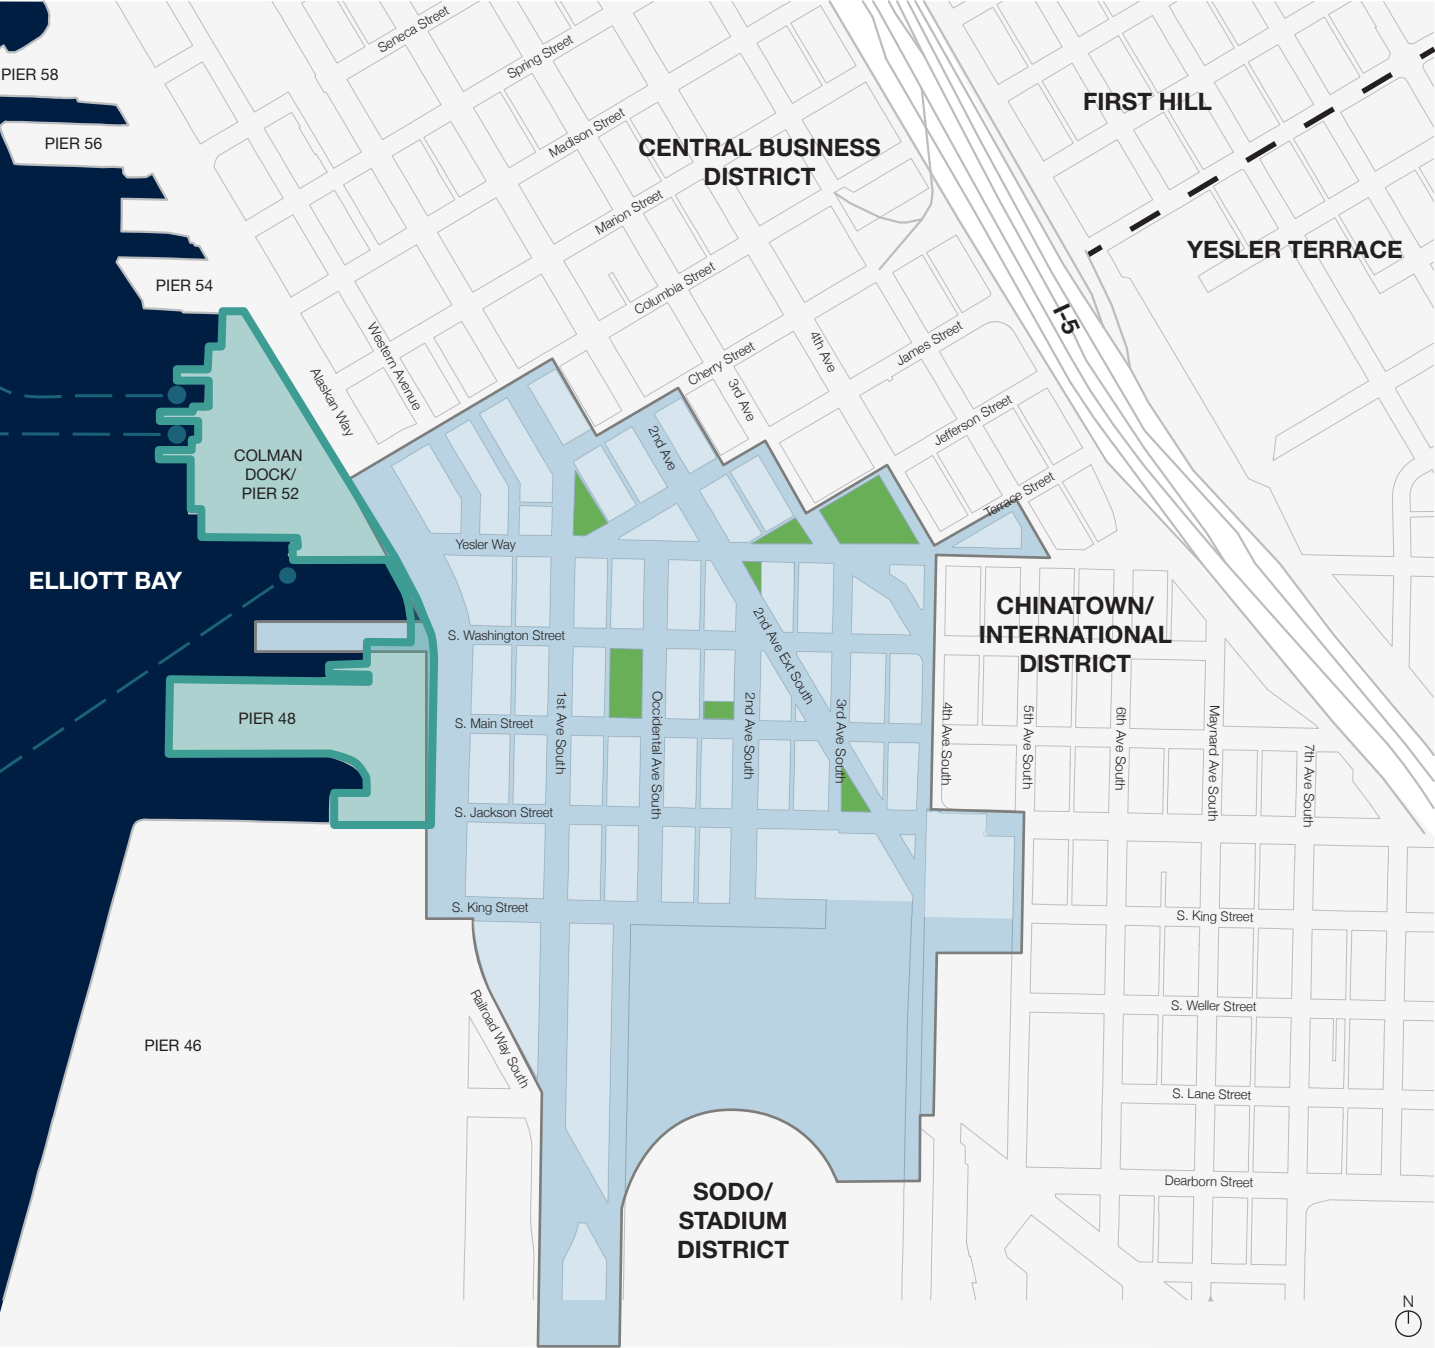 Seneca Street
Spring Street
PIER 58
FIRST HILL
Madison Street
PIER 56
CENTRAL BUSINESS
DISTRICT
Marion Street
YESLER TERRACE
PIER 54
Columbia Street
I-5
Western Avenue
4th Ave
James Street
Cherry Street
Alaskan Way
3rd Ave
Jefferson Street
2nd Ave
COLMAN
DOCK/
PIER 52
Terrace Street
Yesler Way
ELLIOTT BAY
CHINATOWN/
INTERNATIONAL
DISTRICT
S. Washington Street
2nd Ave Ext South
PIER 48
S. Main Street
1st Ave South
Occidental Ave South
2nd Ave South
3rd Ave South
4th Ave South
5th Ave South
6th Ave South
Maynard Ave South
7th Ave South
S. Jackson Street
S. King Street
S. King Street
S. Weller Street
Railroad Way South
PIER 46
S. Lane Street
Dearborn Street
SODO/
STADIUM
DISTRICT
N